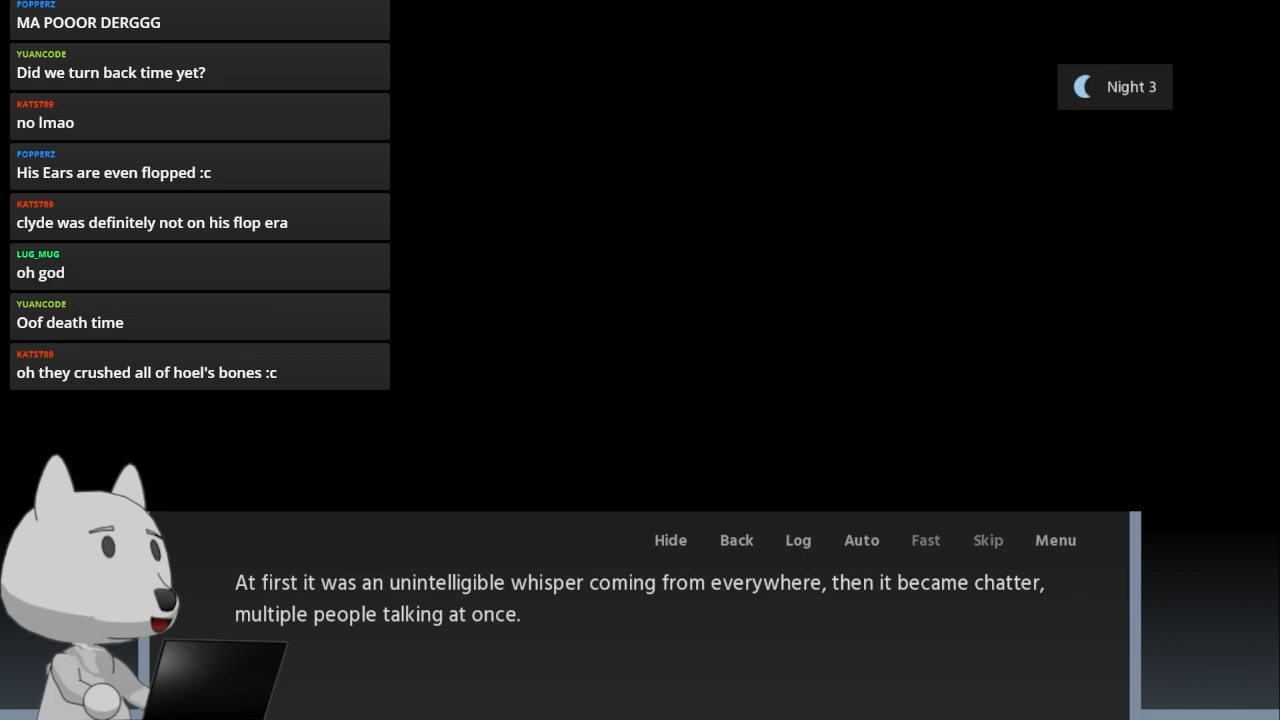 FOPPERZ
MA POOOR DERGGG
YUANCODE
Did we turn back time yet?
KATS789
no lmao
FOPPERZ
His Ears are even flopped :c
KATS789
clyde was definitely not on his flop era
LUG_MUG
oh god
YUANCODE
Oof death time
KATS789
oh they crushed all of hoel's bones :c
Night 3
Hide Back Log Auto Fast Skip Menu
At first it was an unintelligible whisper coming from everywhere, then it became chatter,
multiple people talking at once.